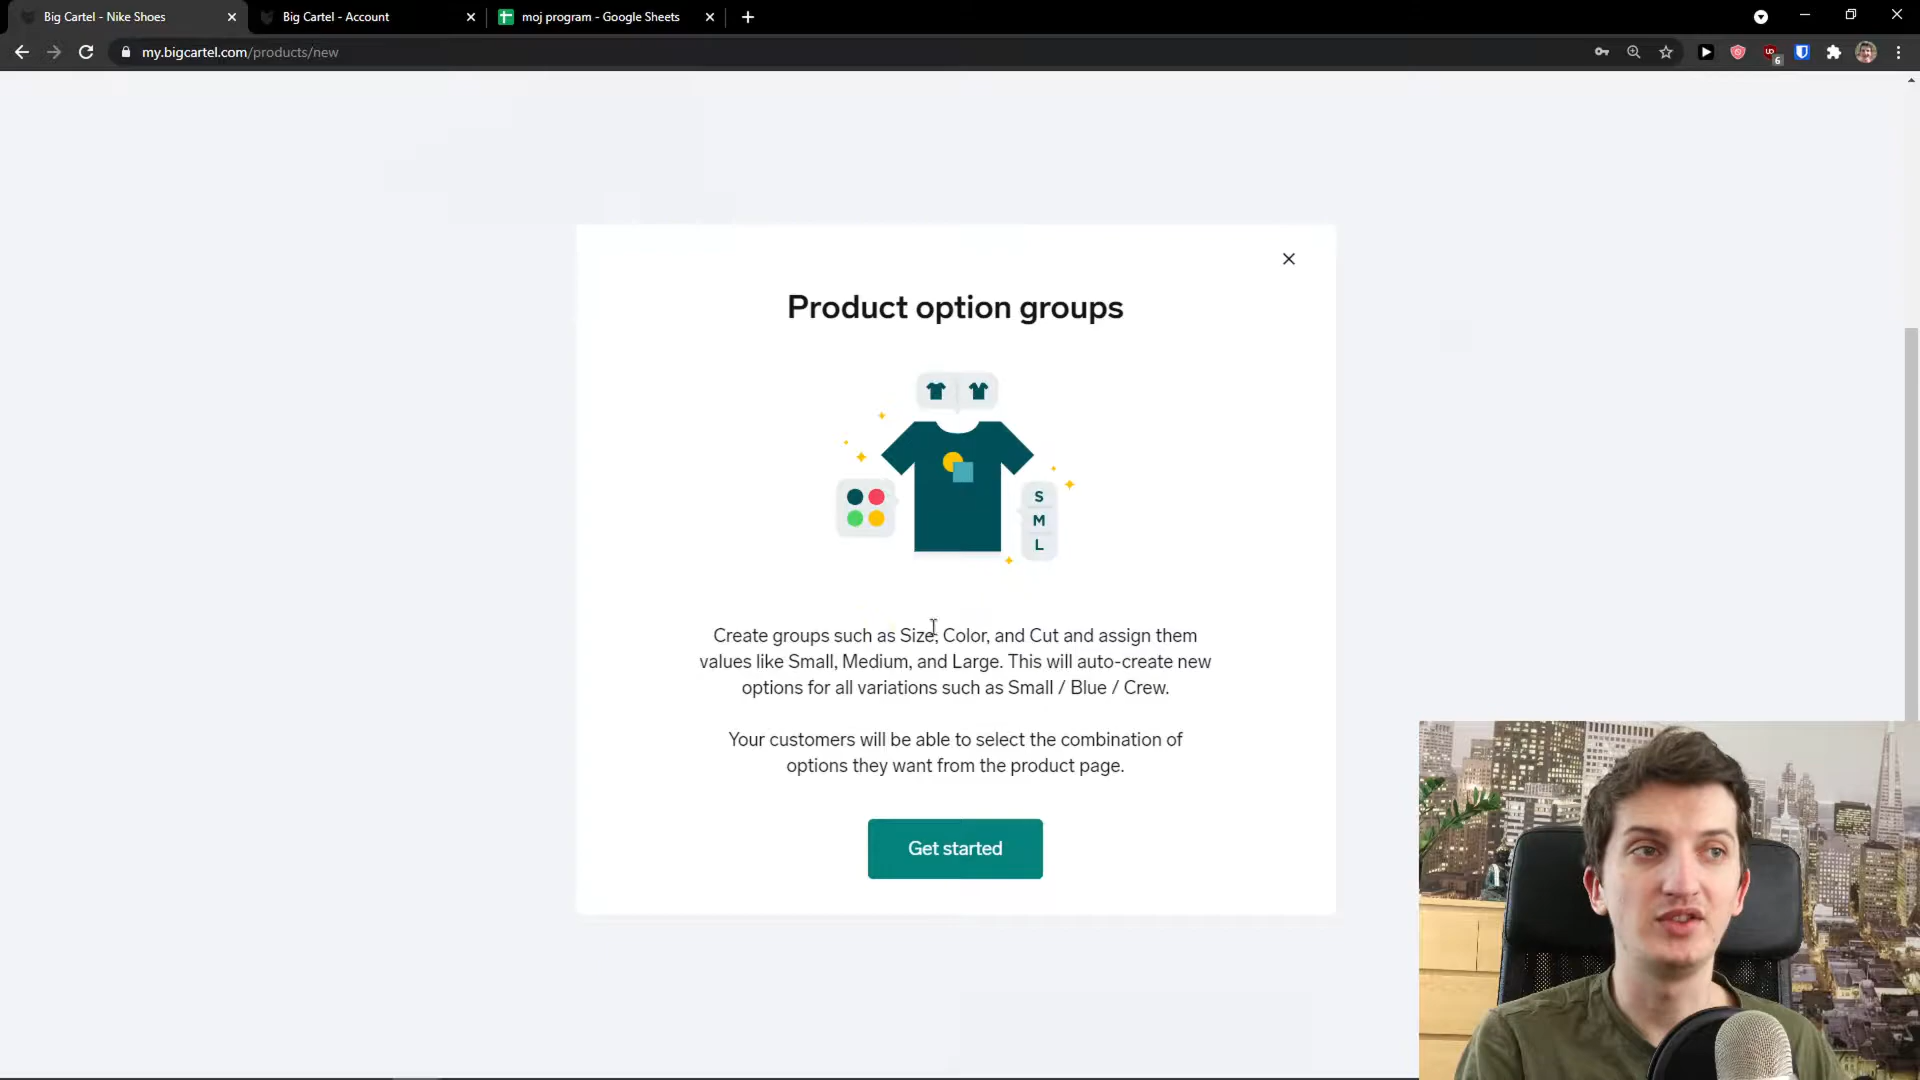 Big Cartel - Nike Shoes
Big Cartel - Account
moj program - Google Sheets
my.bigcartel.com/products/new
6
Product option groups
S
M
L
Create groups such as Size, Color, and Cut and assign them
values like Small, Medium, and Large. This will auto-create new
options for all variations such as Small / Blue / Crew.
Your customers will be able to select the combination of
options they want from the product page.
Get started